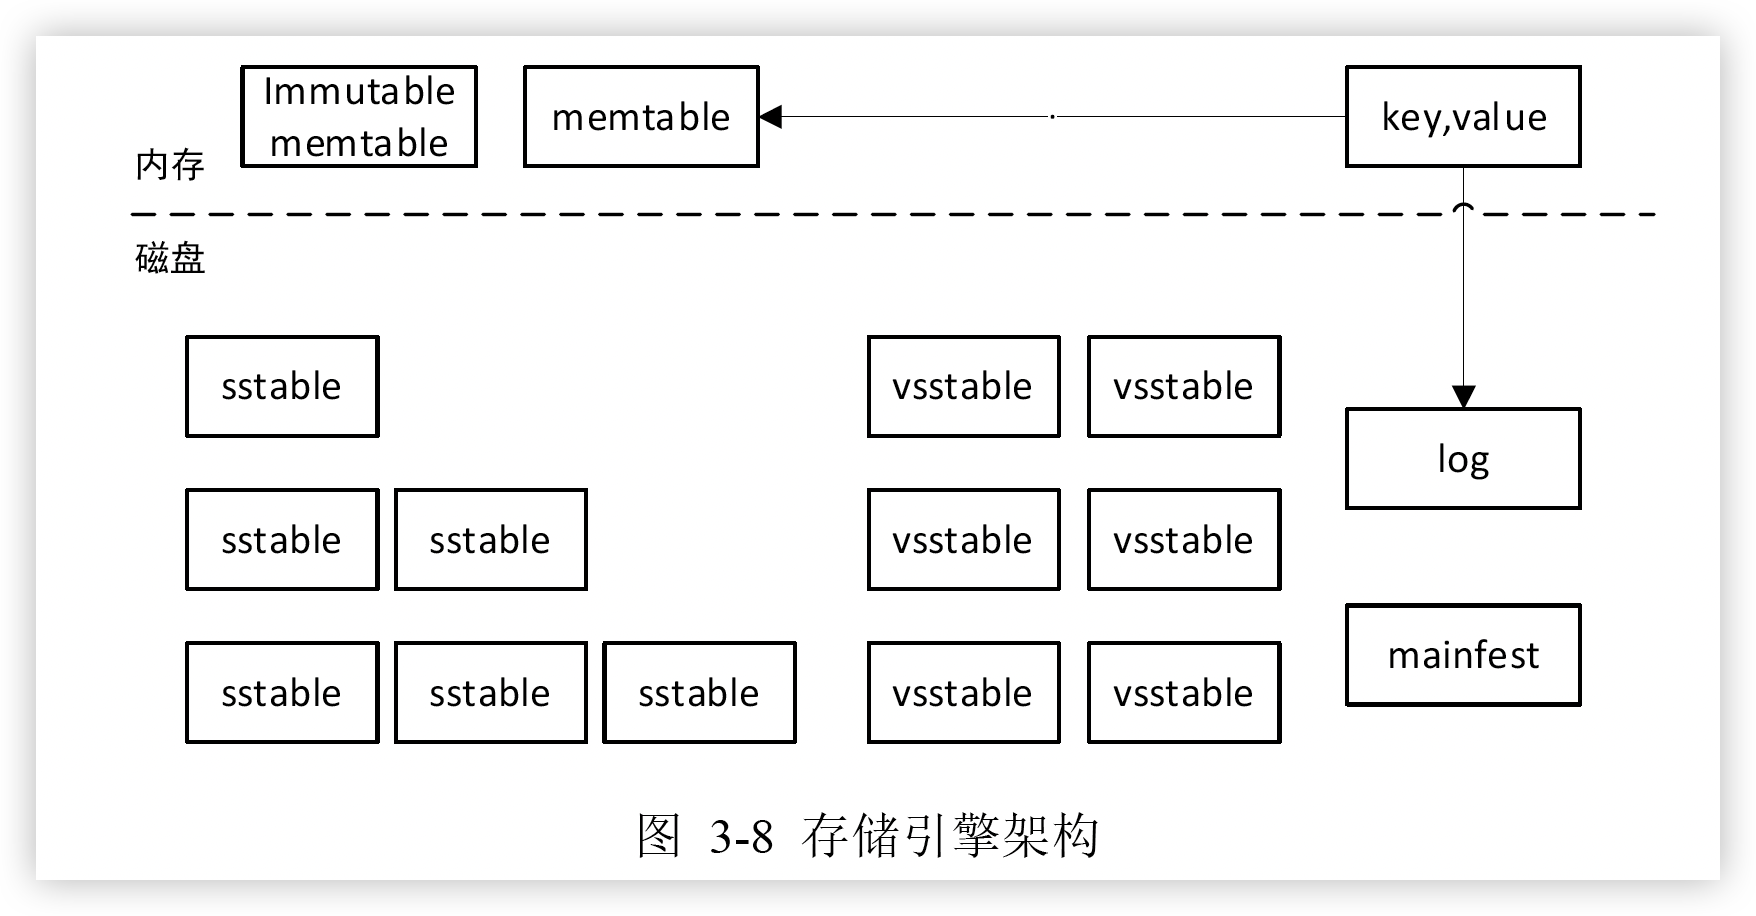 Immutable
memtable
memtable
key,value
内存
磁盘
sstable
vsstable
vsstable
log
sstable
sstable
vsstable
vsstable
mainfest
sstable
sstable
sstable
vsstable
vsstable
图 3-8 存储引擎架构